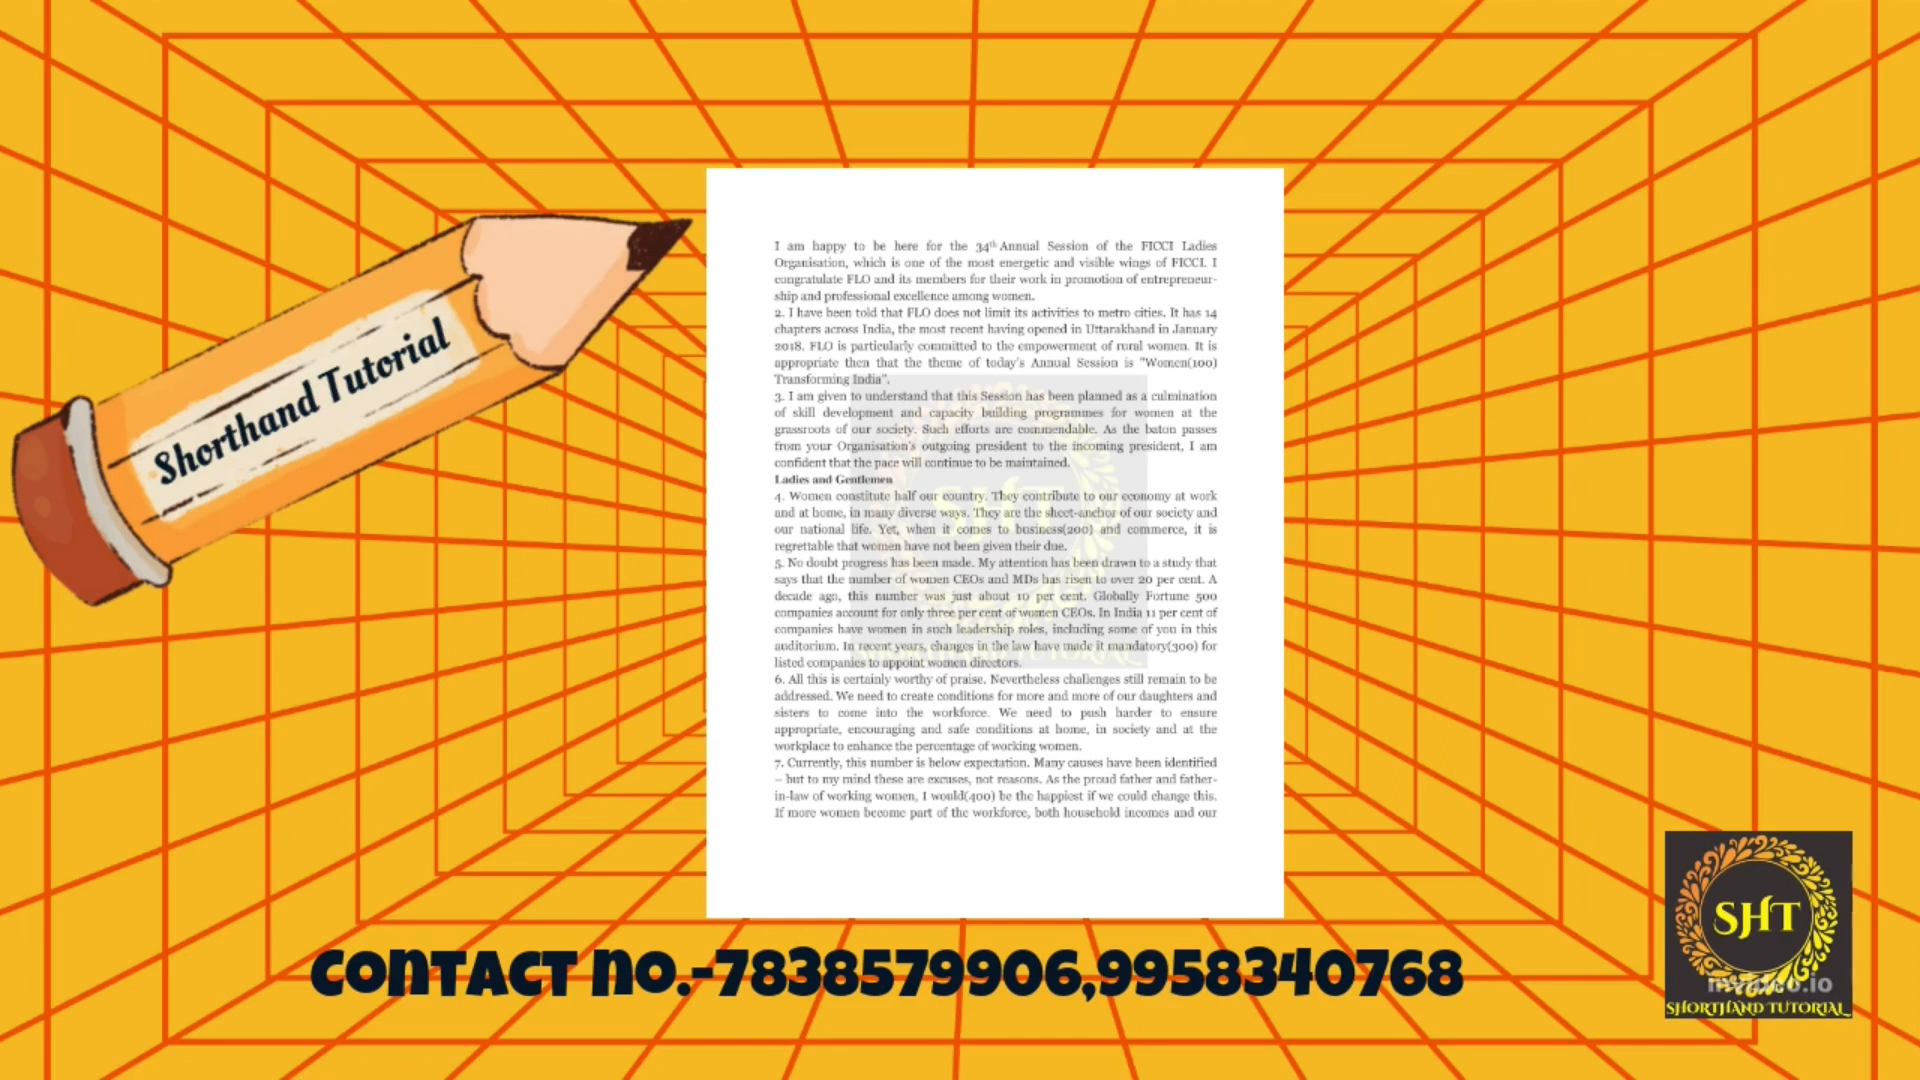 Shorthand Tutorial
I am happy to be here for the 34th Annual Session of the FICCI Ladies
Organisation, which is one of the most energetic and visible wings of FICCI. I
congratulate FLO and its members for their work in promotion of entrepreneur-
ship and professional excellence among women.
2. I have been told that FLO does not limit its activities to metro cities. It has 14
chapters across India, the most recent having opened in Uttarakhand in January
2018. FLO is particularly committed to the empowerment of rural women. It is
appropriate then that the theme of today's Annual Session is "Women(100)
Transforming India".
3. I am given to understand that this Session has been planned as a culmination
of skill development and capacity building programmes for women at the
grassroots of our society. Such efforts are commendable. As the baton passes
from your Organisation's outgoing president to the incoming president, I am
confident that the pace will continue to be maintained.
Ladies and Gentlemen
4. Women constitute half our country. They contribute to our economy at work
and at home, in many diverse ways. They are the sheet-anchor of our society and
our national life. Yet, when it comes to business(200) and commerce, it is
regrettable that women have not been given their due.
5. No doubt progress has been made. My attention has been drawn to a study that
says that the number of women CEOs and MDs has risen to over 20 per cent. A
decade ago, this number was just about 10 per cent. Globally Fortune 500
companies account for only three per cent of women CEOs. In India 11 per cent of
companies have women in such leadership roles, including some of you in this
auditorium. In recent years, changes in the law have made it mandatory(300) for
listed companies to appoint women directors.
6. All this is certainly worthy of praise. Nevertheless challenges still remain to be
addressed. We need to create conditions for more and more of our daughters and
sisters to come into the workforce. We need to push harder to ensure
appropriate, encouraging and safe conditions at home, in society and at the
workplace to enhance the percentage of working women.
7. Currently, this number is below expectation. Many causes have been identified
– but to my mind these are excuses, not reasons. As the proud father and father-
in-law of working women, I would(400) be the happiest if we could change this.
If more women become part of the workforce, both household incomes and our
Contact no.-7838579906,9958340768
SHT
SHORTHAND TUTORIAL